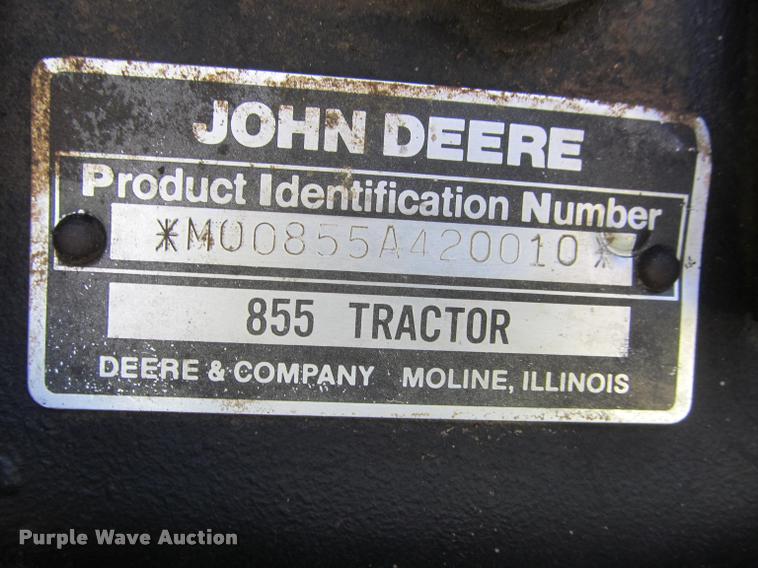 JOHN DEERE
Product Identification Number
*M00855A420010*
855 TRACTOR
DEERE & COMPANY MOLINE, ILLINOIS
Purple Wave Auction